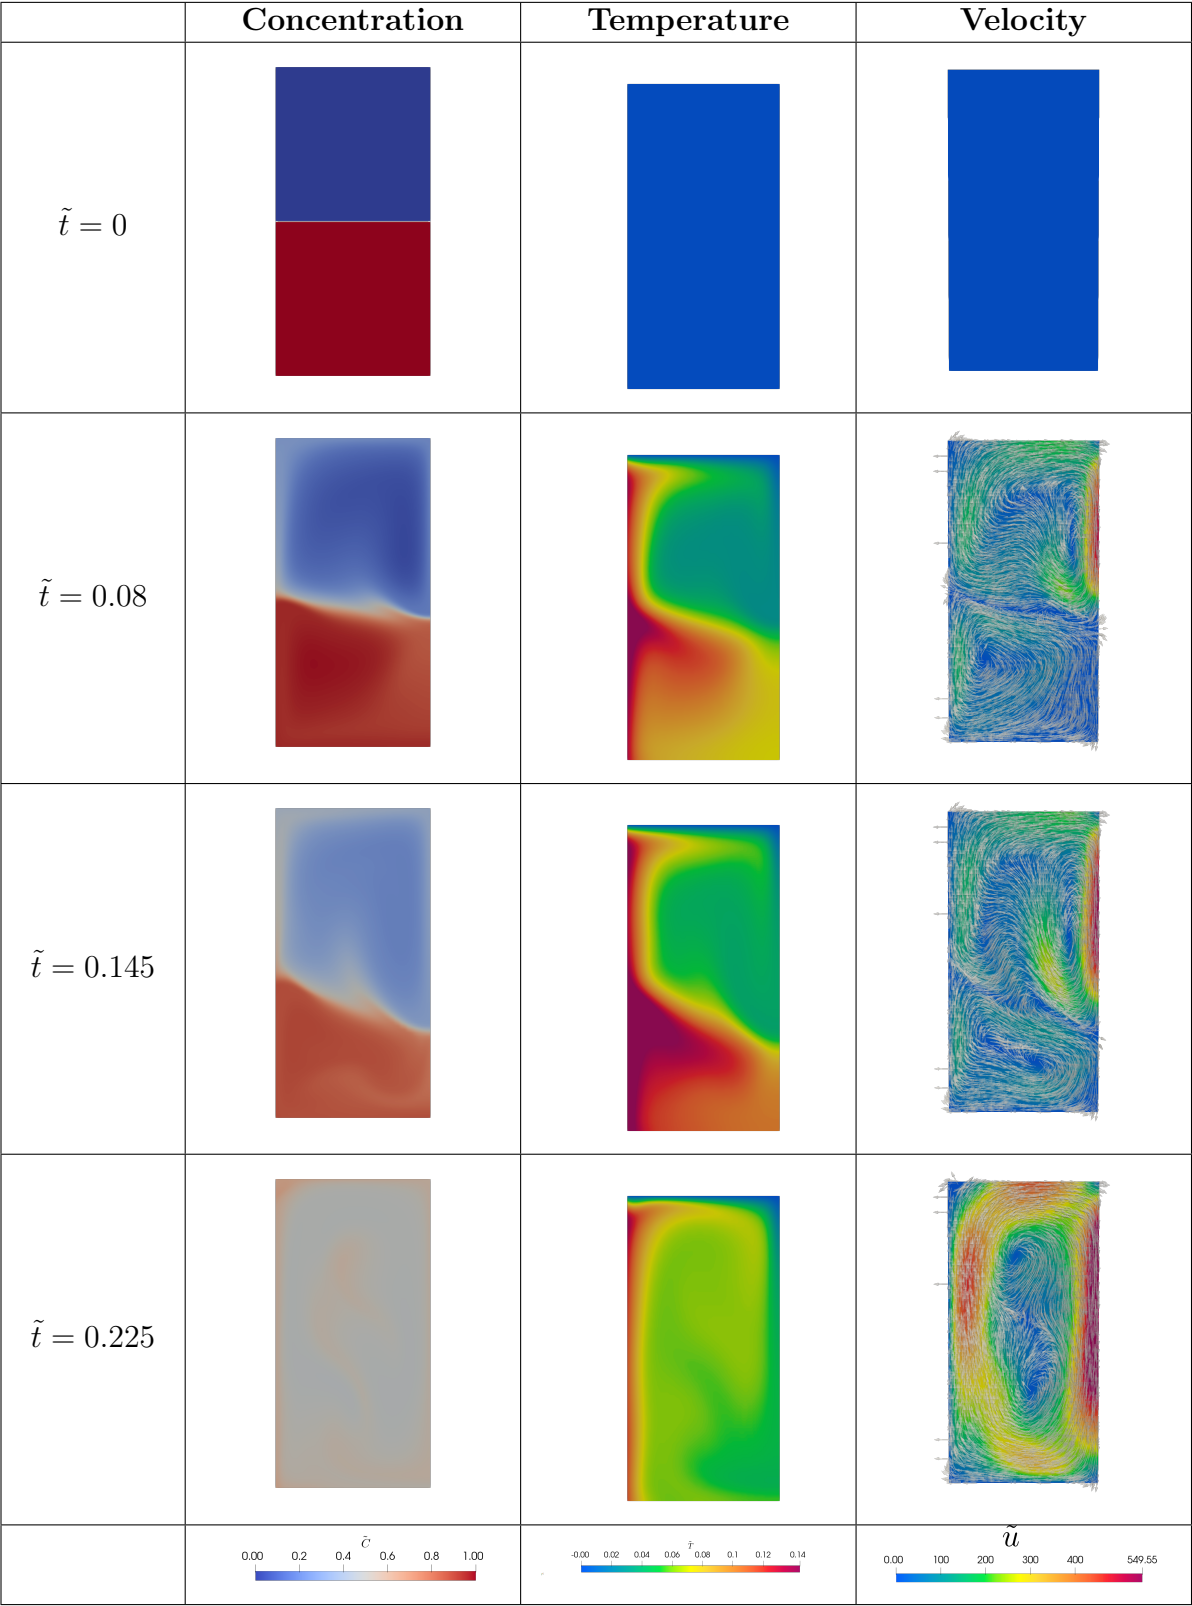 Concentration Temperature Velocity
t̃ = 0
t̃ = 0.08
t̃ = 0.145
t̃ = 0.225
C̃
0.00 0.2 0.4 0.6 0.8 1.00
T̃
-0.00 0.02 0.04 0.06 0.08 0.1 0.12 0.14
ũ
0.00 100 200 300 400 549.55